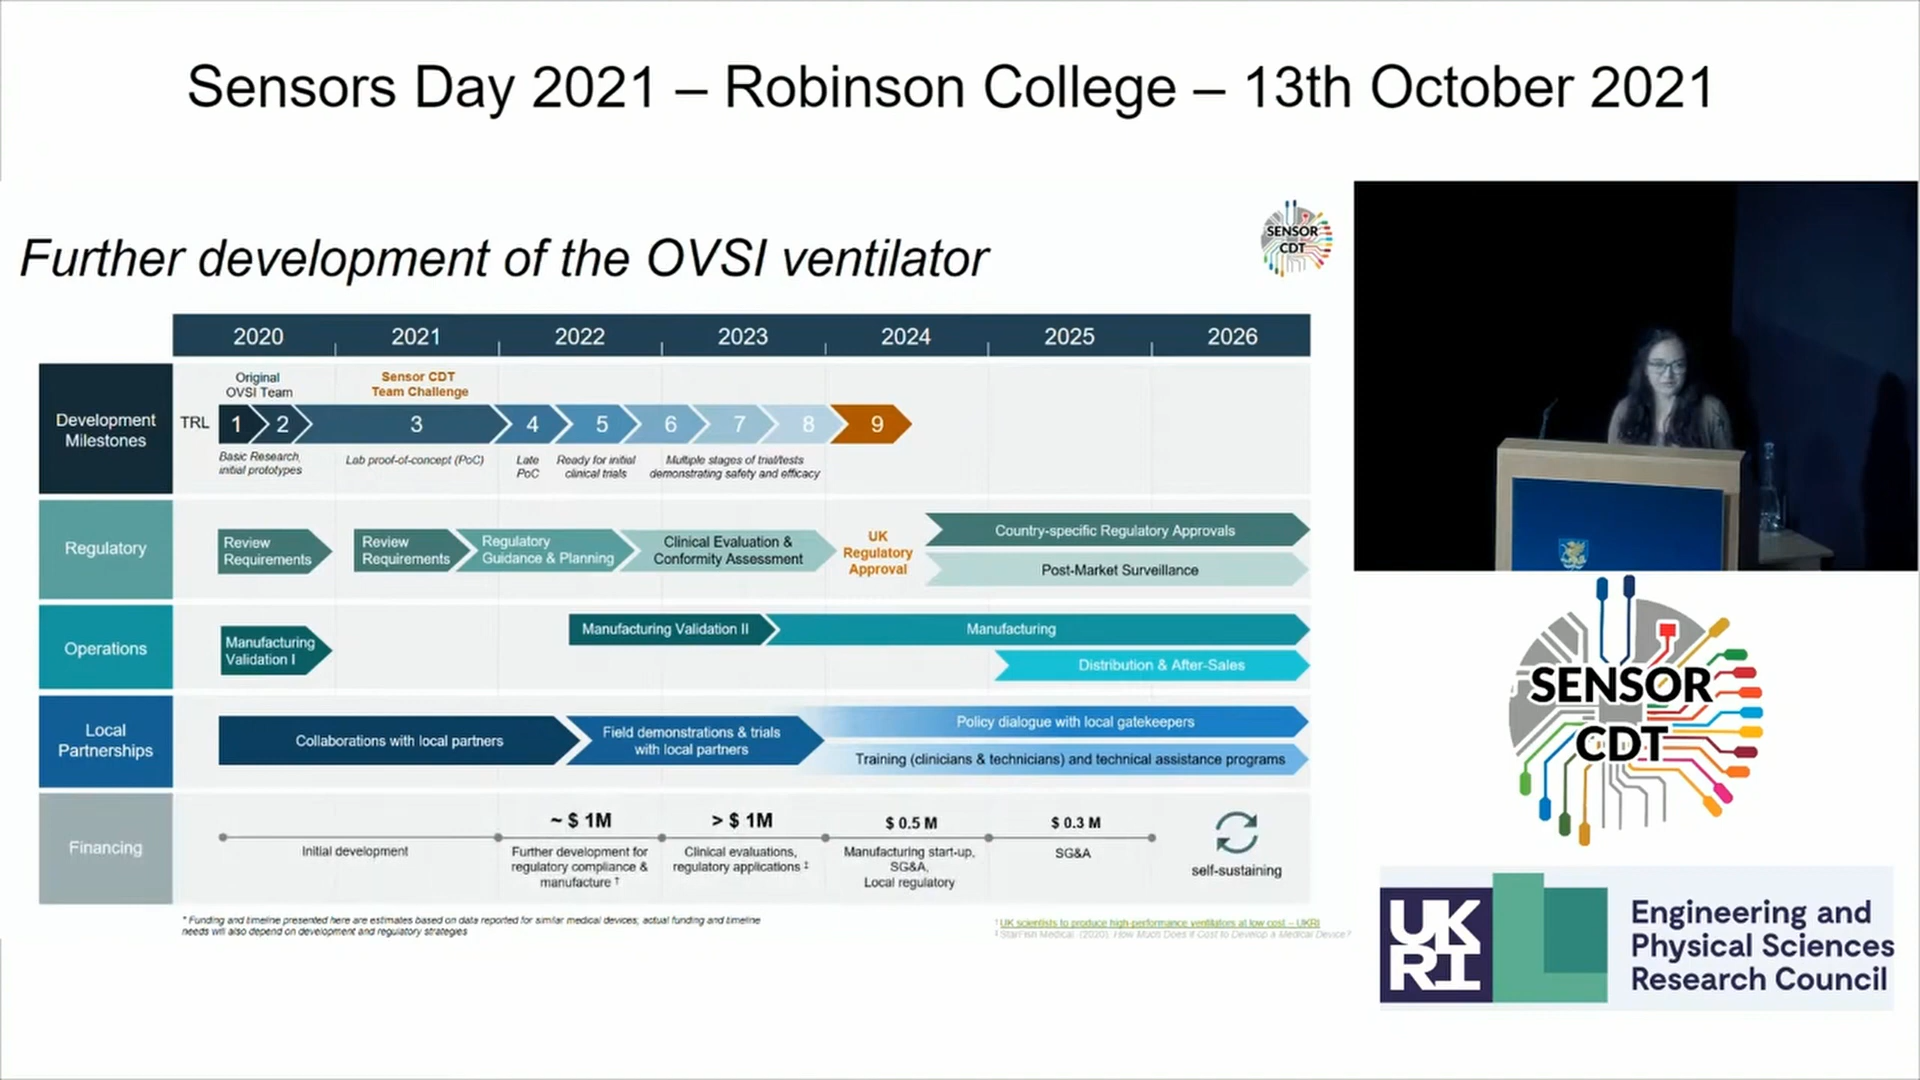 Sensors Day 2021 – Robinson College – 13th October 2021
Further development of the OVSI ventilator
SENSOR
CDT
2020
2021
2022
2023
2024
2025
2026
Development
Milestones
Original
OVSI Team
Sensor CDT
Team Challenge
TRL
1
2
3
4
5
6
7
8
9
Basic Research,
initial prototypes
Lab proof-of-concept (PoC)
Late
PoC
Ready for initial
clinical trials
Multiple stages of trial/tests
demonstrating safety and efficacy
Regulatory
Review
Requirements
Review
Requirements
Regulatory
Guidance & Planning
Clinical Evaluation &
Conformity Assessment
UK
Regulatory
Approval
Country-specific Regulatory Approvals
Post-Market Surveillance
Operations
Manufacturing
Validation I
Manufacturing Validation II
Manufacturing
Distribution & After-Sales
Local
Partnerships
Collaborations with local partners
Field demonstrations & trials
with local partners
Policy dialogue with local gatekeepers
Training (clinicians & technicians) and technical assistance programs
Financing
Initial development
~ $ 1M
Further development for
regulatory compliance &
manufacture †
> $ 1M
Clinical evaluations,
regulatory applications ‡
$ 0.5 M
Manufacturing start-up,
SG&A,
Local regulatory
$ 0.3 M
SG&A
self-sustaining
* Funding and timeline presented here are estimates based on data reported for similar medical devices; actual funding and timeline
needs will also depend on development and regulatory strategies
† UK scientists to produce high-performance ventilators at low cost – UKRI
‡ StarFish Medical. (2020). How Much Does it Cost to Develop a Medical Device?
SENSOR
CDT
UK
RI
Engineering and
Physical Sciences
Research Council